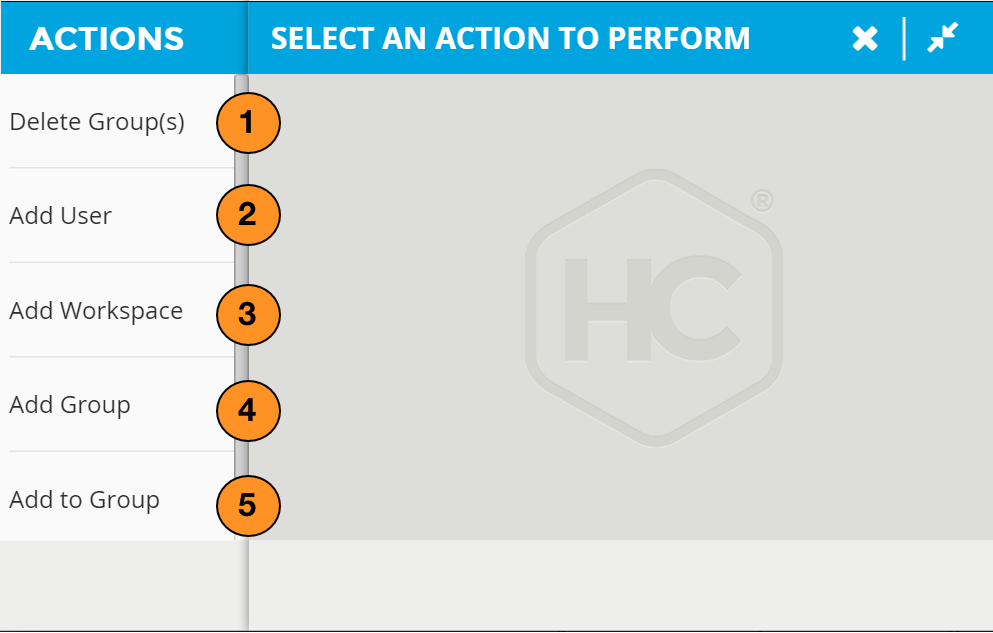 ACTIONS
SELECT AN ACTION TO PERFORM
Delete Group(s)
1
Add User
2
Add Workspace
3
Add Group
4
Add to Group
5
HC
®